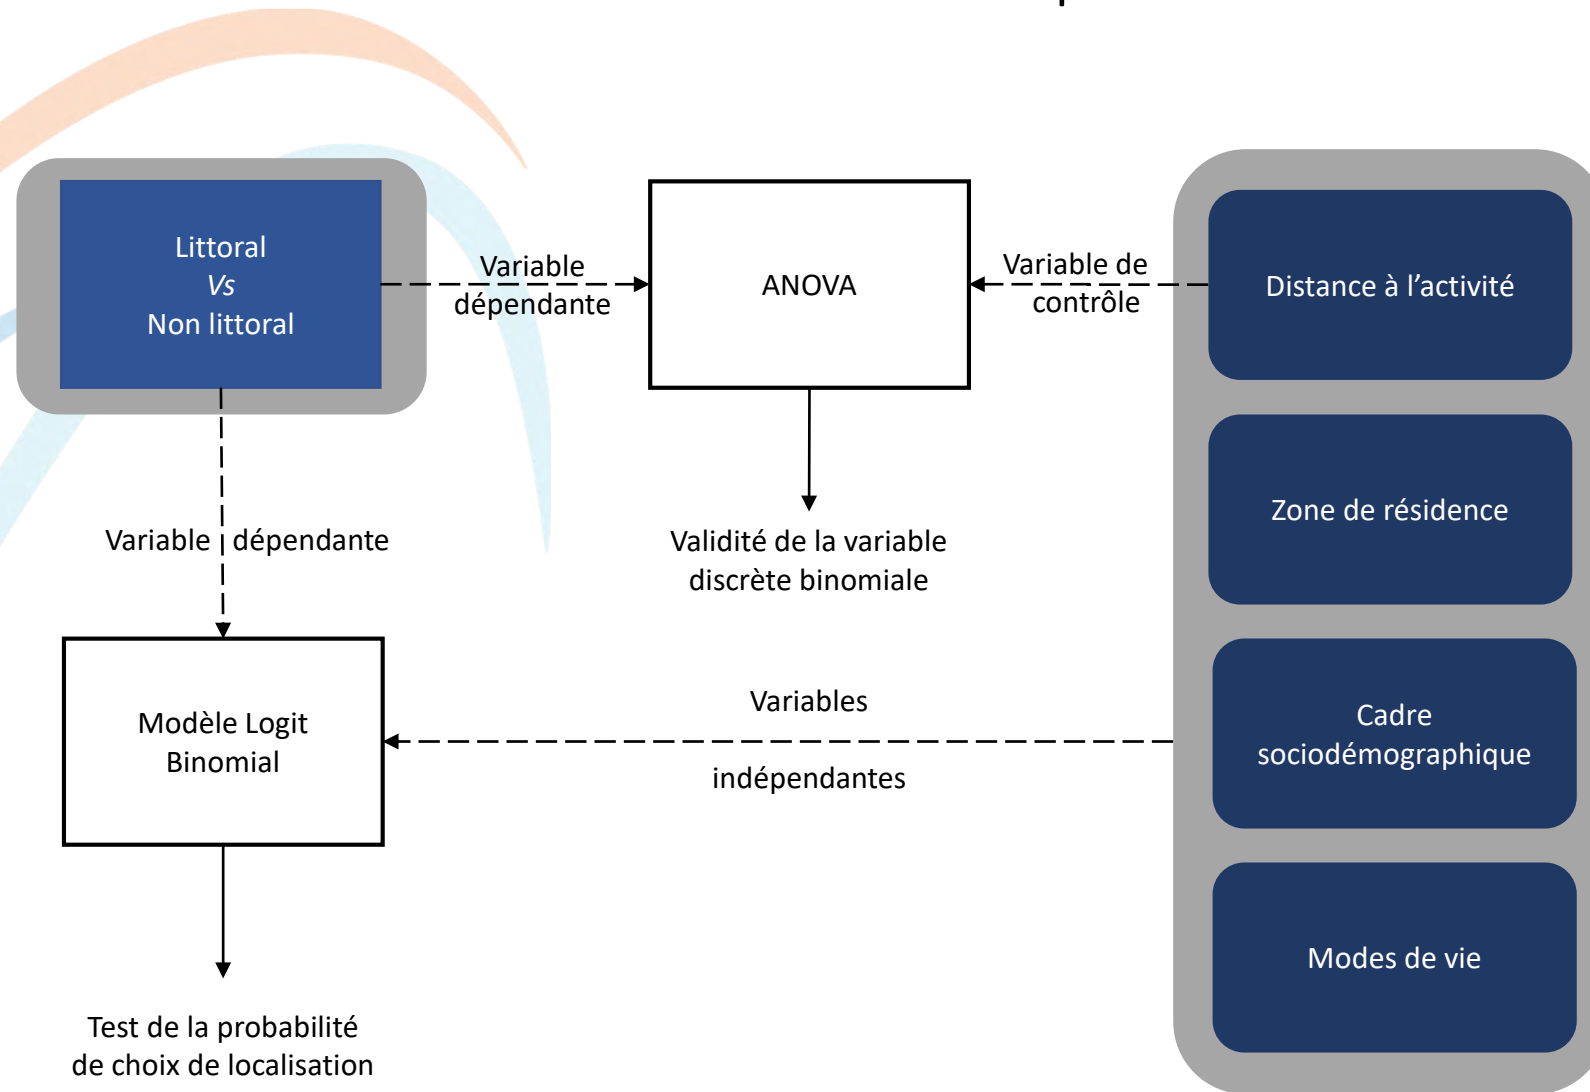 Littoral
Vs
Non littoral
Variable
dépendante
ANOVA
Variable de
contrôle
Distance à l’activité
Zone de résidence
Variable dépendante
Validité de la variable
discrète binomiale
Modèle Logit
Binomial
Variables
indépendantes
Cadre
sociodémographique
Modes de vie
Test de la probabilité
de choix de localisation